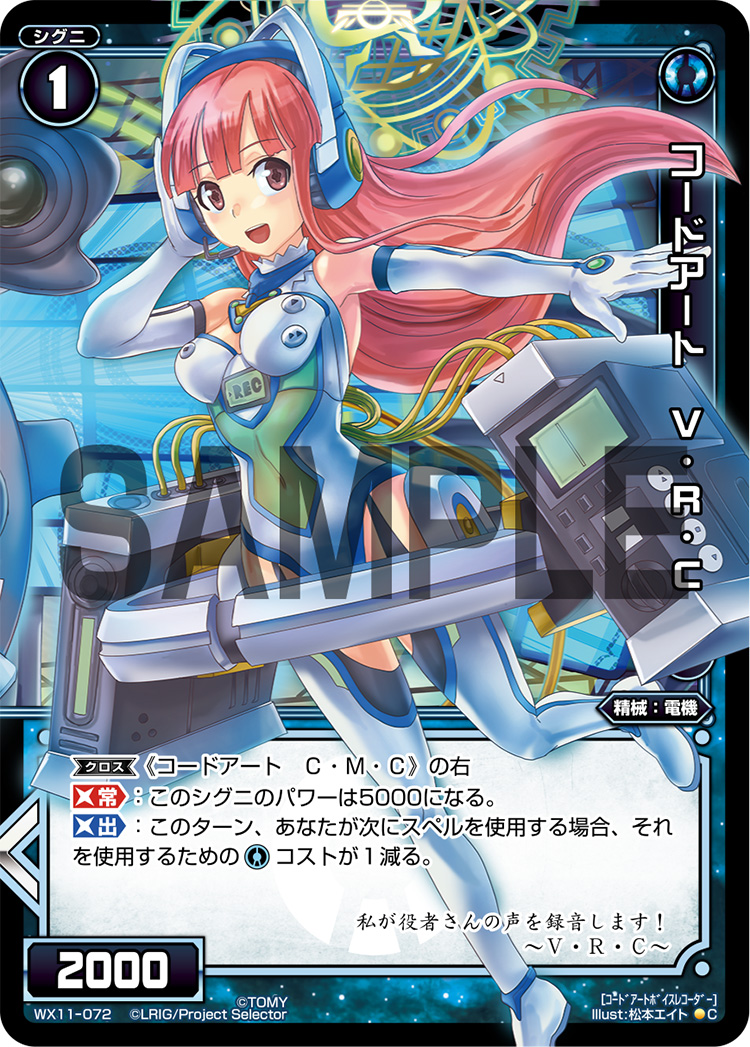 シグニ
1
コードアート V・R・C
REC
SAMPLE
精械：電機
クロス 《コードアート C・M・C》の右
常：このシグニのパワーは5000になる。
出：このターン、あなたが次にスペルを使用する場合、それ
を使用するための コストが１減る。
私が役者さんの声を録音します！
～V・R・C～
2000
©TOMY
WX11-072 ©LRIG/Project Selector
[コードアートボイスレコーダー]
Illust:松本エイト C